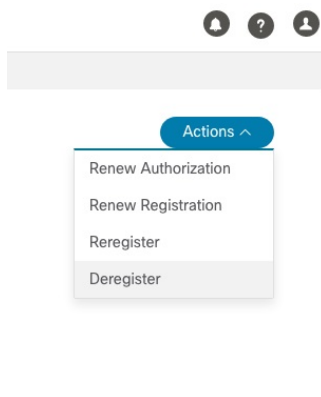 Actions
Renew Authorization
Renew Registration
Reregister
Deregister